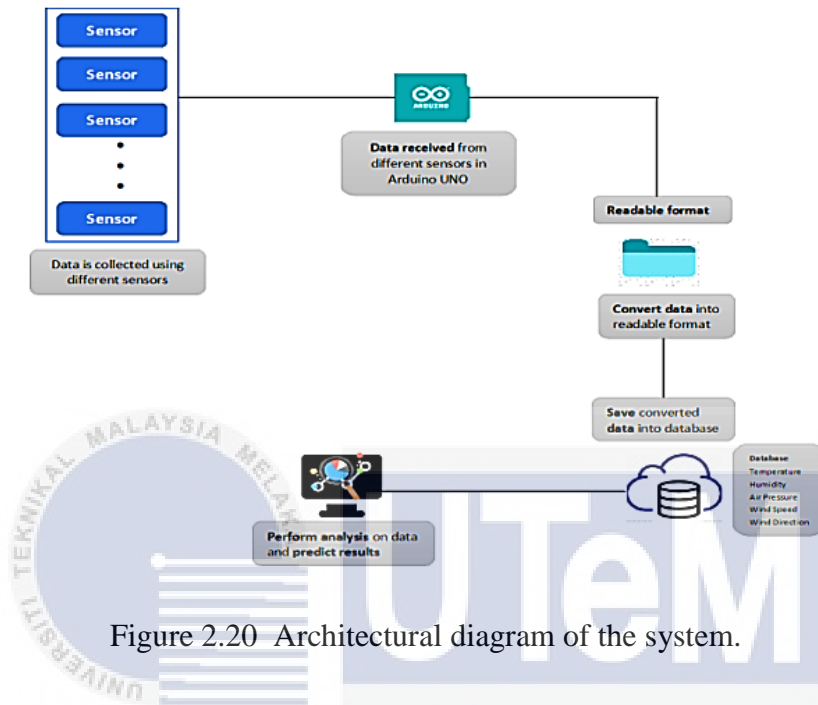 Sensor
Sensor
Sensor
Sensor
Data is collected using
different sensors
ARDUINO
Data received from
different sensors in
Arduino UNO
Readable format
Convert data into
readable format
Save converted
data into database
Database
Temperature
Humidity
Air Pressure
Wind Speed
Wind Direction
Perform analysis on data
and predict results
UNIVERSITI TEKNIKAL MALAYSIA MELAK
UTeM
Figure 2.20 Architectural diagram of the system.